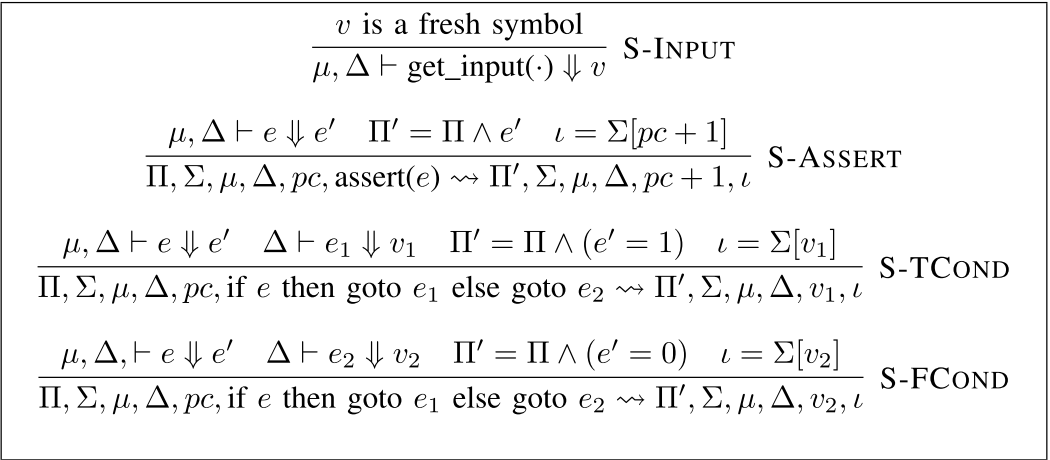 v is a fresh symbol
μ, Δ ⊢ get_input(·) ⇓ v S-INPUT
μ, Δ ⊢ e ⇓ e′ Π′ = Π ∧ e′ ι = Σ[pc + 1]
Π, Σ, μ, Δ, pc, assert(e) ⇝ Π′, Σ, μ, Δ, pc + 1, ι S-ASSERT
μ, Δ ⊢ e ⇓ e′ Δ ⊢ e₁ ⇓ v₁ Π′ = Π ∧ (e′ = 1) ι = Σ[v₁]
Π, Σ, μ, Δ, pc, if e then goto e₁ else goto e₂ ⇝ Π′, Σ, μ, Δ, v₁, ι S-TCOND
μ, Δ, ⊢ e ⇓ e′ Δ ⊢ e₂ ⇓ v₂ Π′ = Π ∧ (e′ = 0) ι = Σ[v₂]
Π, Σ, μ, Δ, pc, if e then goto e₁ else goto e₂ ⇝ Π′, Σ, μ, Δ, v₂, ι S-FCOND